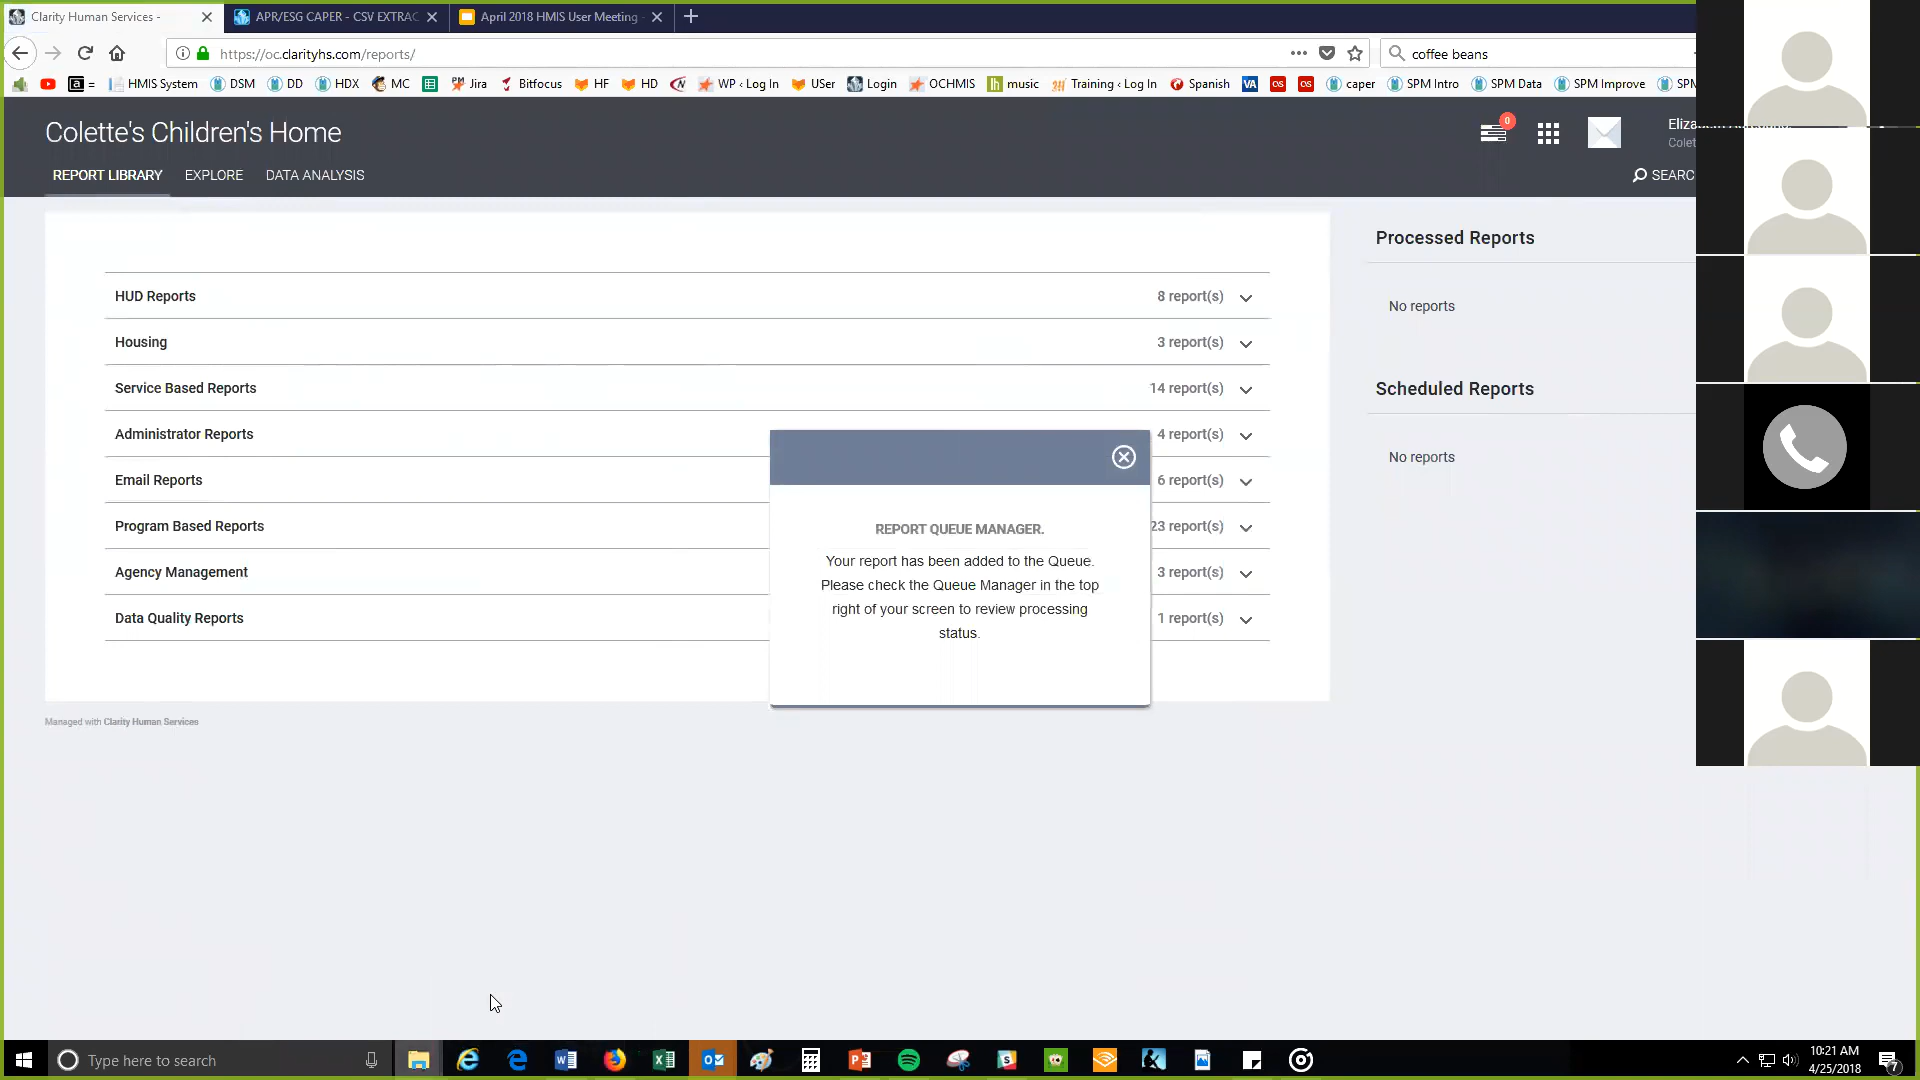 Clarity Human Services -
APR/ESG CAPER - CSV EXTRAC
April 2018 HMIS User Meeting -
https://oc.clarityhs.com/reports/
coffee beans
a =
HMIS System
DSM
DD
HDX
MC
Jira
Bitfocus
HF
HD
WP ‹ Log In
USer
Login
OCHMIS
music
Training ‹ Log In
Spanish
VA
caper
SPM Intro
SPM Data
SPM Improve
SPM
Colette's Children's Home
0
Coled
REPORT LIBRARY
EXPLORE
DATA ANALYSIS
SEARC
HUD Reports
8 report(s)
Housing
3 report(s)
Service Based Reports
14 report(s)
Administrator Reports
4 report(s)
Email Reports
6 report(s)
Program Based Reports
23 report(s)
Agency Management
3 report(s)
Data Quality Reports
1 report(s)
Processed Reports
No reports
Scheduled Reports
No reports
REPORT QUEUE MANAGER.
Your report has been added to the Queue.
Please check the Queue Manager in the top
right of your screen to review processing
status.
Managed with Clarity Human Services
Type here to search
10:21 AM
4/25/2018
7